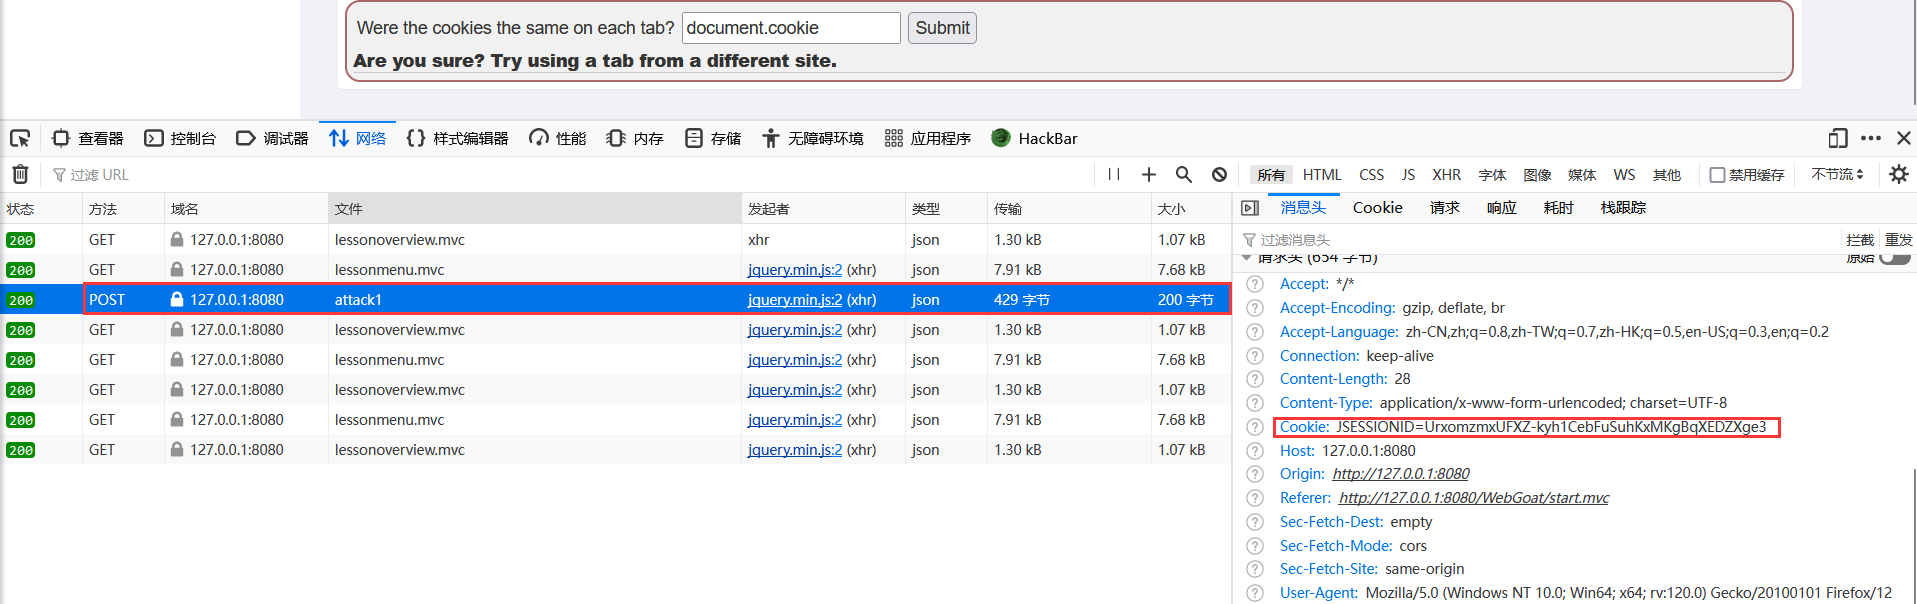 Were the cookies the same on each tab? document.cookie Submit
Are you sure? Try using a tab from a different site.
查看器 控制台 调试器 网络 样式编辑器 性能 内存 存储 无障碍环境 应用程序 HackBar
过滤 URL 所有 HTML CSS JS XHR 字体 图像 媒体 WS 其他 禁用缓存 不节流
状态 方法 域名 文件 发起者 类型 传输 大小
200 GET 127.0.0.1:8080 lessonoverview.mvc xhr json 1.30 kB 1.07 kB
200 GET 127.0.0.1:8080 lessonmenu.mvc jquery.min.js:2 (xhr) json 7.91 kB 7.68 kB
200 POST 127.0.0.1:8080 attack1 jquery.min.js:2 (xhr) json 429 字节 200 字节
200 GET 127.0.0.1:8080 lessonoverview.mvc jquery.min.js:2 (xhr) json 1.30 kB 1.07 kB
200 GET 127.0.0.1:8080 lessonmenu.mvc jquery.min.js:2 (xhr) json 7.91 kB 7.68 kB
200 GET 127.0.0.1:8080 lessonoverview.mvc jquery.min.js:2 (xhr) json 1.30 kB 1.07 kB
200 GET 127.0.0.1:8080 lessonmenu.mvc jquery.min.js:2 (xhr) json 7.91 kB 7.68 kB
200 GET 127.0.0.1:8080 lessonoverview.mvc jquery.min.js:2 (xhr) json 1.30 kB 1.07 kB
消息头 Cookie 请求 响应 耗时 栈跟踪
过滤消息头 拦截 重发
请求头 (654 字节) 原始
Accept: */*
Accept-Encoding: gzip, deflate, br
Accept-Language: zh-CN,zh;q=0.8,zh-TW;q=0.7,zh-HK;q=0.5,en-US;q=0.3,en;q=0.2
Connection: keep-alive
Content-Length: 28
Content-Type: application/x-www-form-urlencoded; charset=UTF-8
Cookie: JSESSIONID=UrxomzmxUFXZ-kyh1CebFuSuhKxMKgBqXEDZXge3
Host: 127.0.0.1:8080
Origin: http://127.0.0.1:8080
Referer: http://127.0.0.1:8080/WebGoat/start.mvc
Sec-Fetch-Dest: empty
Sec-Fetch-Mode: cors
Sec-Fetch-Site: same-origin
User-Agent: Mozilla/5.0 (Windows NT 10.0; Win64; x64; rv:120.0) Gecko/20100101 Firefox/12